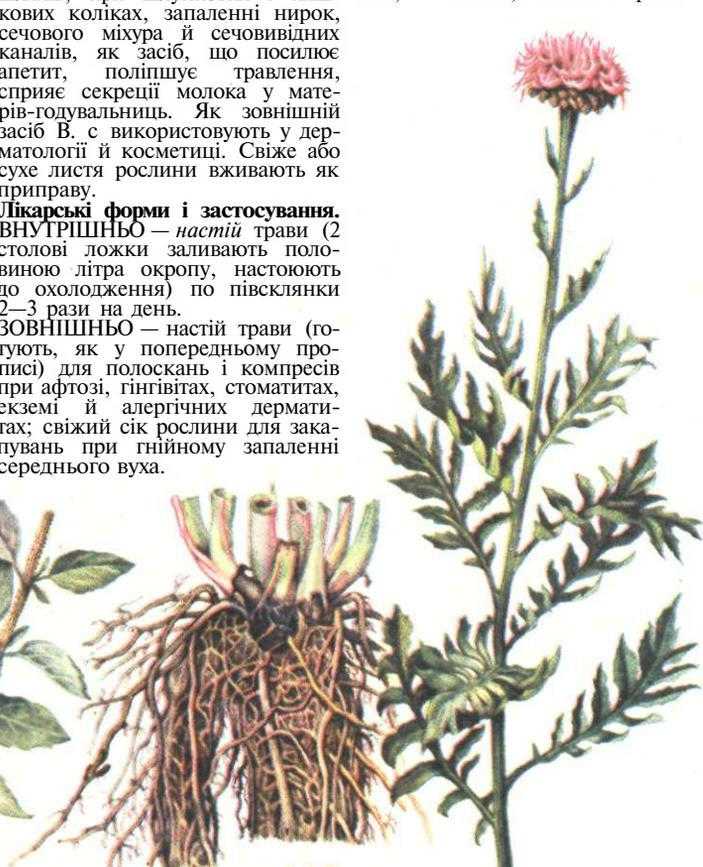 кових коліках, запаленні нирок,
сечового міхура й сечовивідних
каналів, як засіб, що посилює
апетит, поліпшує травлення,
сприяє секреції молока у мате-
рів-годувальниць. Як зовнішній
засіб В. с використовують у дер-
матології й косметиці. Свіже або
сухе листя рослини вживають як
приправу.
Лікарські форми і застосування.
ВНУТРІШНЬО — настій трави (2
столові ложки заливають поло-
виною літра окропу, настоюють
до охолодження) по півсклянки
2—3 рази на день.
ЗОВНІШНЬО — настій трави (го-
тують, як у попередньому про-
писі) для полоскань і компресів
при афтозі, гінгівітах, стоматитах,
екземі й алергічних дермати-
тах; свіжий сік рослини для зака-
пувань при гнійному запаленні
середнього вуха.